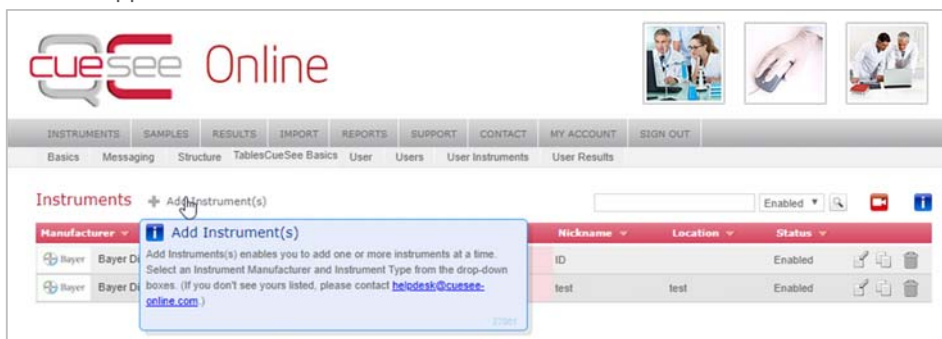 cuesee Online
INSTRUMENTS SAMPLES RESULTS IMPORT REPORTS SUPPORT CONTACT MY ACCOUNT SIGN OUT
Basics Messaging Structure TablesCueSee Basics User Users User Instruments User Results
Instruments Add Instrument(s) Enabled
Manufacturer Nickname Location Status
Add Instrument(s)
Add Instruments(s) enables you to add one or more instruments at a time.
Select an Instrument Manufacturer and Instrument Type from the drop-down
boxes. (If you don't see yours listed, please contact helpdesk@cuesee-
online.com.)
Bayer Bayer Di ID Enabled
Bayer Bayer Di test test Enabled